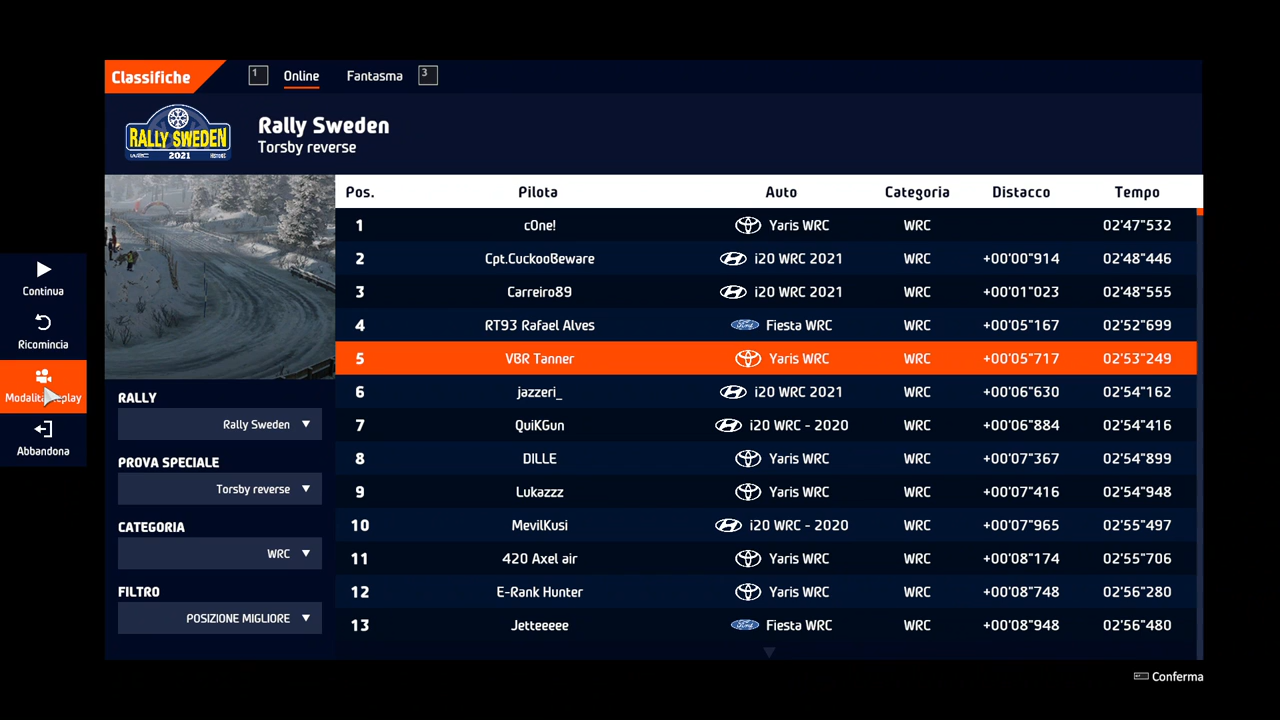 Classifiche
1 Online Fantasma 3
RALLY SWEDEN
WRC 2021
Rally Sweden
Torsby reverse
Continua
Ricomincia
Abbandona
RALLY
Rally Sweden
PROVA SPECIALE
Torsby reverse
CATEGORIA
WRC
FILTRO
POSIZIONE MIGLIORE
Pos. Pilota Auto Categoria Distacco Tempo
1 cOne! Yaris WRC WRC 02'47"532
2 Cpt.CuckooBeware i20 WRC 2021 WRC +00'00"914 02'48"446
3 Carreiro89 i20 WRC 2021 WRC +00'01"023 02'48"555
4 RT93 Rafael Alves Fiesta WRC WRC +00'05"167 02'52"699
5 VBR Tanner Yaris WRC WRC +00'05"717 02'53"249
6 jazzeri_ i20 WRC 2021 WRC +00'06"630 02'54"162
7 QuiKGun i20 WRC - 2020 WRC +00'06"884 02'54"416
8 DILLE Yaris WRC WRC +00'07"367 02'54"899
9 Lukazzz Yaris WRC WRC +00'07"416 02'54"948
10 MevilKusi i20 WRC - 2020 WRC +00'07"965 02'55"497
11 420 Axel air Yaris WRC WRC +00'08"174 02'55"706
12 E-Rank Hunter Yaris WRC WRC +00'08"748 02'56"280
13 Jetteeeee Fiesta WRC WRC +00'08"948 02'56"480
Conferma